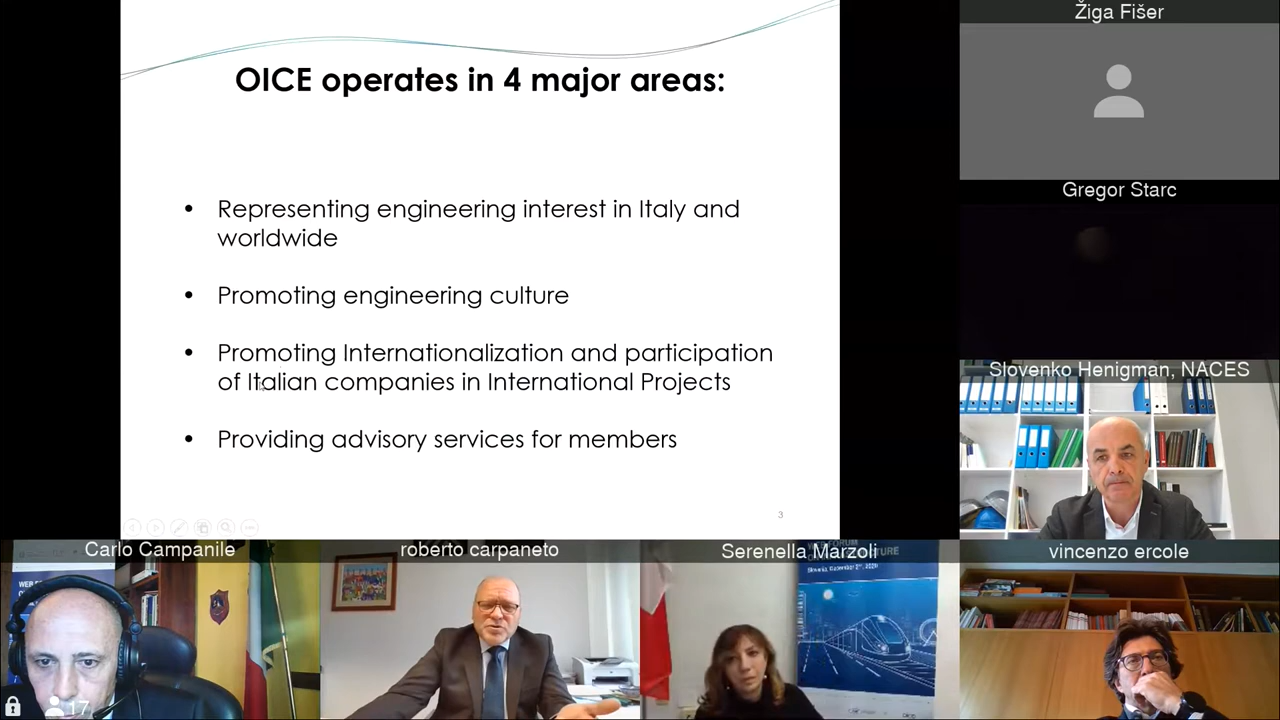 OICE operates in 4 major areas:
• Representing engineering interest in Italy and
worldwide
• Promoting engineering culture
• Promoting Internationalization and participation
of Italian companies in International Projects
• Providing advisory services for members
3
Žiga Fišer
Gregor Starc
Slovenko Henigman, NACES
Carlo Campanile
roberto carpaneto
Serenella Marzoli
vincenzo ercole
17